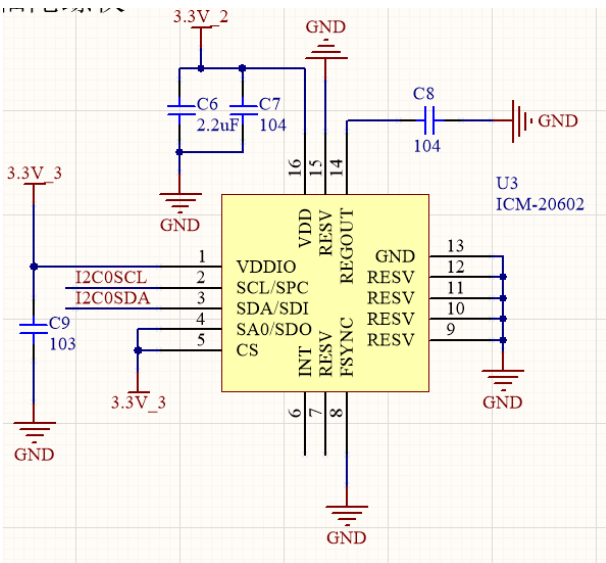 3.3V_2
GND
C6
2.2uF
C7
104
C8
104
GND
3.3V_3
GND
16
15
14
U3
ICM-20602
VDD
RESV
REGOUT
1
VDDIO
I2C0SCL
2
SCL/SPC
I2C0SDA
3
SDA/SDI
4
SA0/SDO
5
CS
GND
13
RESV
12
RESV
11
RESV
10
RESV
9
C9
103
3.3V_3
INT
RESV
FSYNC
6
7
8
GND
GND
GND